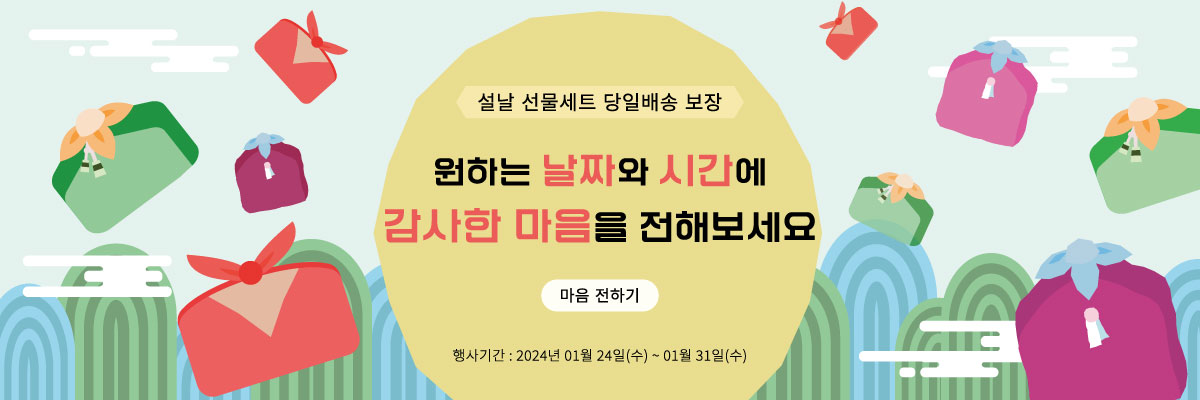 설날 선물세트 당일배송 보장
원하는 날짜와 시간에
감사한 마음을 전해보세요
마음 전하기
행사기간 : 2024년 01월 24일(수) ~ 01월 31일(수)